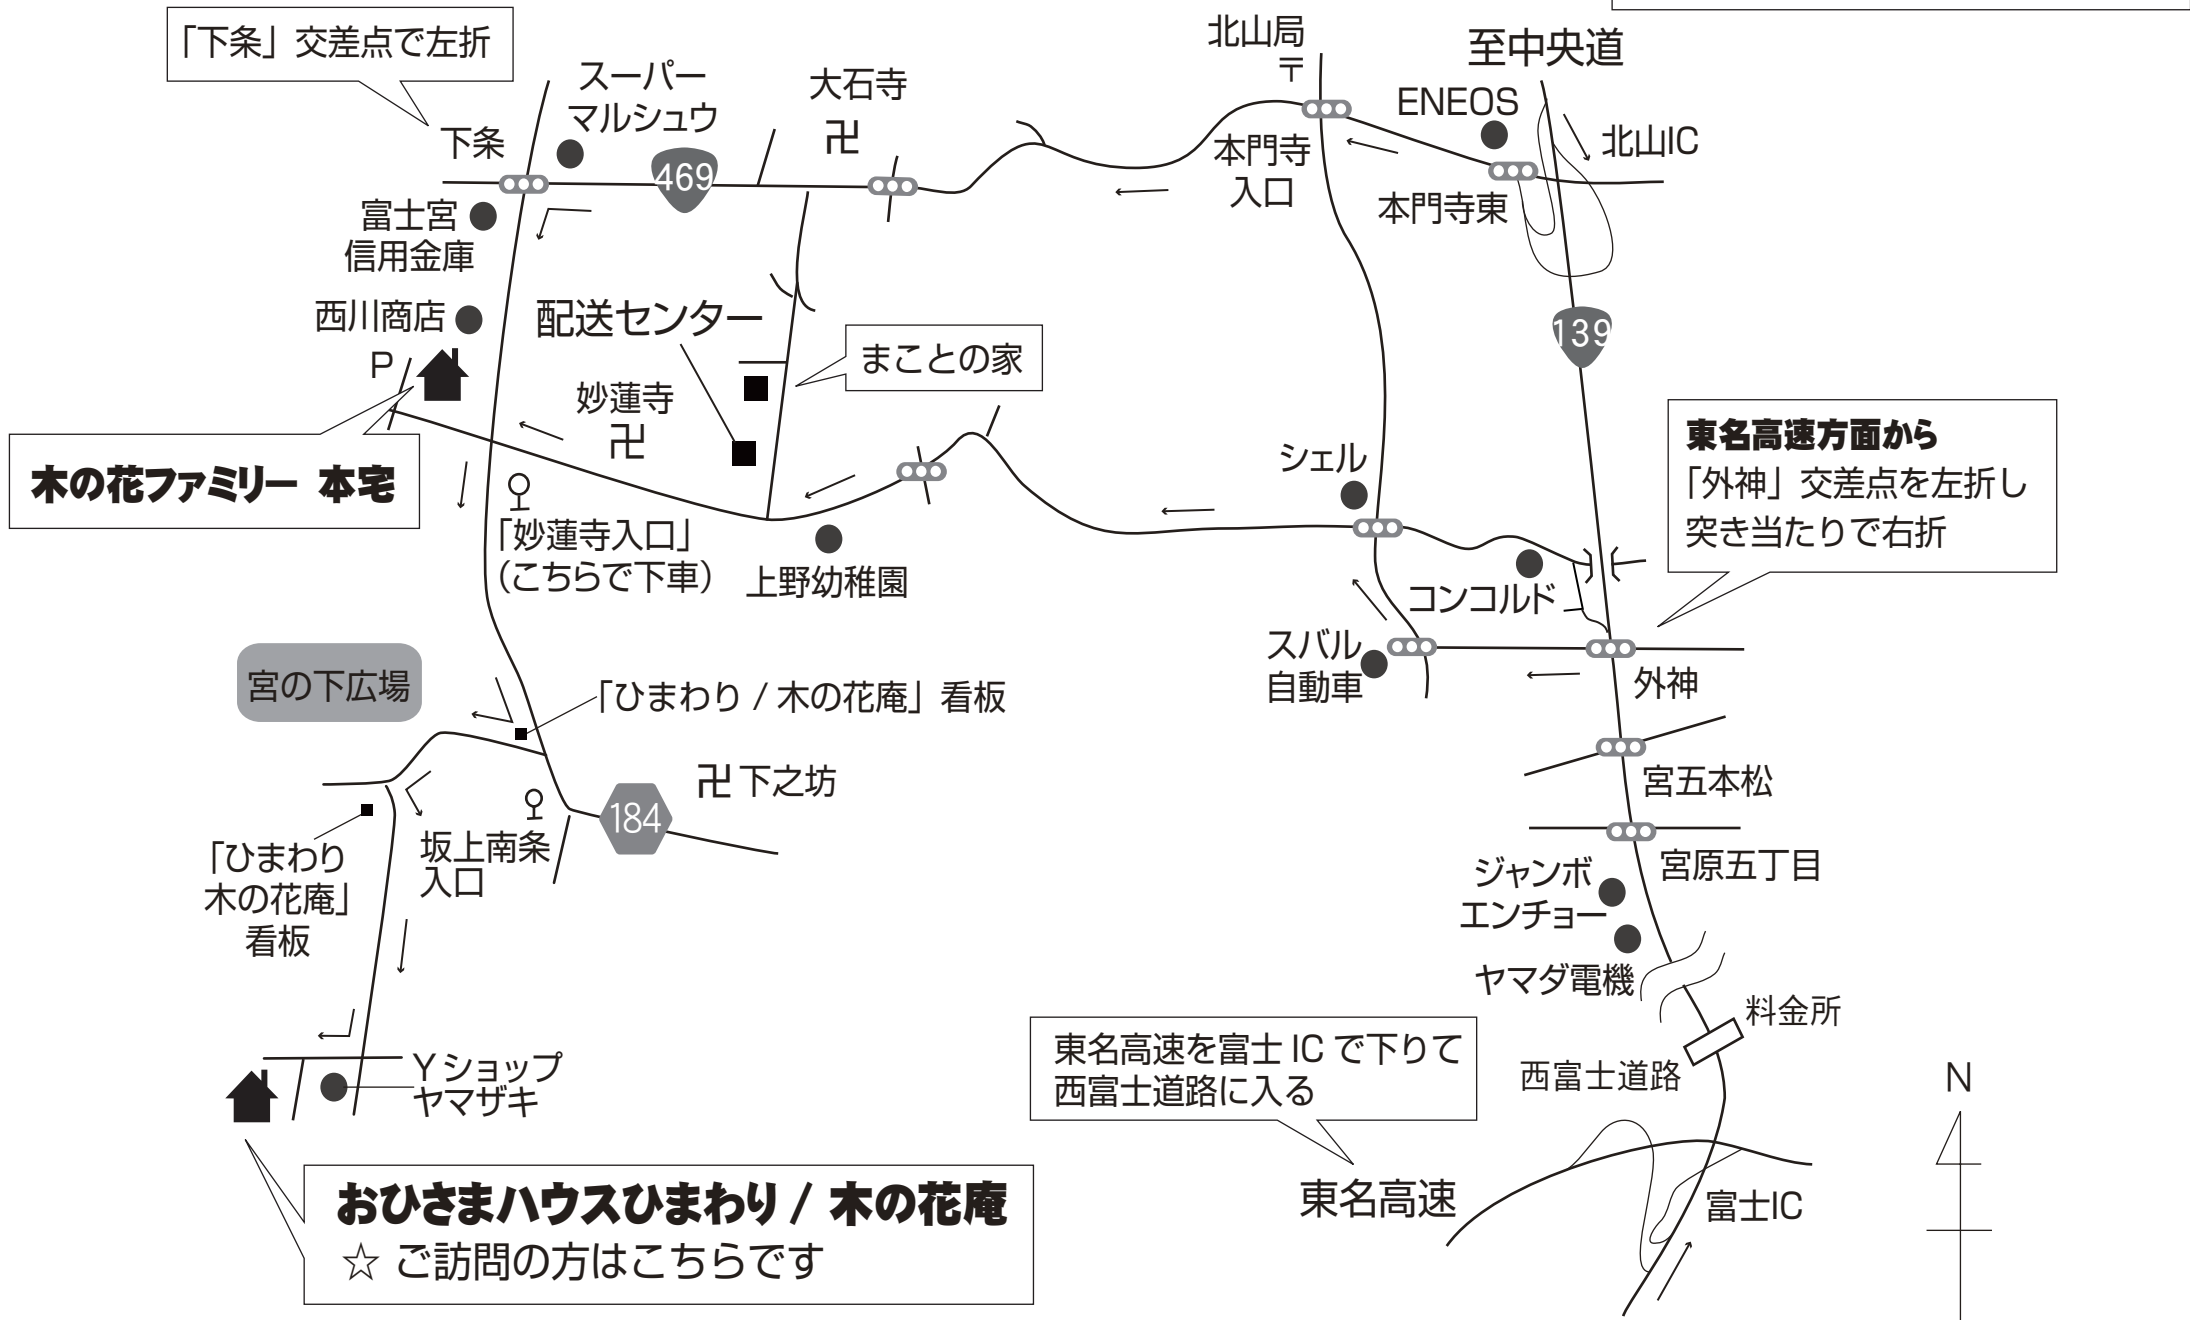 「下条」交差点で左折
スーパー
マルシュウ
大石寺
卍
北山局
〒
至中央道
ENEOS
北山IC
下条
469
本門寺
入口
本門寺東
富士宮
信用金庫
西川商店
配送センター
まことの家
139
P
妙蓮寺
卍
木の花ファミリー 本宅
シェル
東名高速方面から
「外神」交差点を左折し
突き当たりで右折
「妙蓮寺入口」
（こちらで下車）
上野幼稚園
コンコルド
スバル
自動車
外神
宮の下広場
「ひまわり / 木の花庵」看板
卍 下之坊
184
宮五本松
宮原五丁目
「ひまわり
木の花庵」
看板
坂上南条
入口
ジャンボ
エンチョー
ヤマダ電機
料金所
西富士道路
東名高速を富士 IC で下りて
西富士道路に入る
Yショップ
ヤマザキ
N
東名高速
富士IC
おひさまハウスひまわり / 木の花庵
☆ ご訪問の方はこちらです